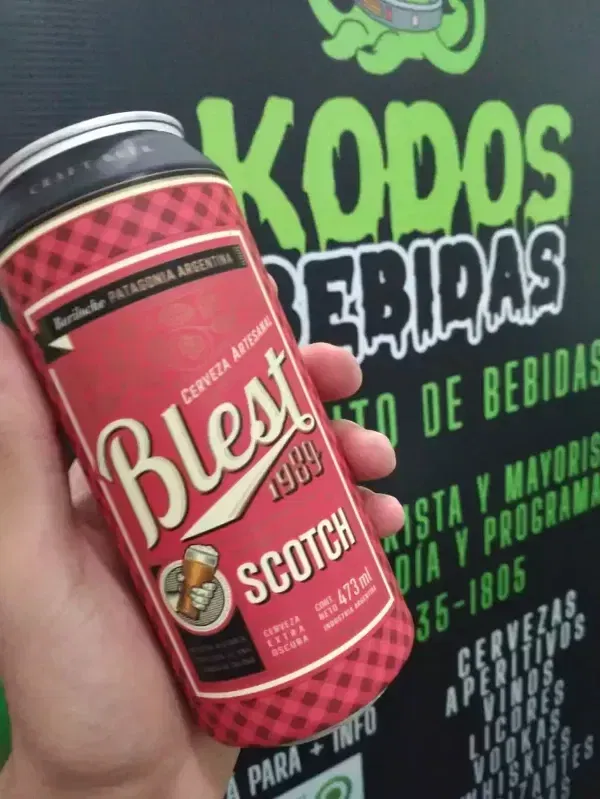 CRAFT BEER
Bariloche PATAGONIA ARGENTINA
CERVEZA ARTESANAL
Blest
1989
SCOTCH
CERVEZA
EXTRA
OSCURA
CONT.
NETO 473 ml
INDUSTRIA ARGENTINA
KODOS
BEBIDAS
ITO DE BEBIDAS
RISTA Y MAYORIS
DÍA Y PROGRAMA
35-1805
CERVEZAS
APERITIVOS
VINOS
LICORES
VODKAS
WHISKIES
A PARA + INFO